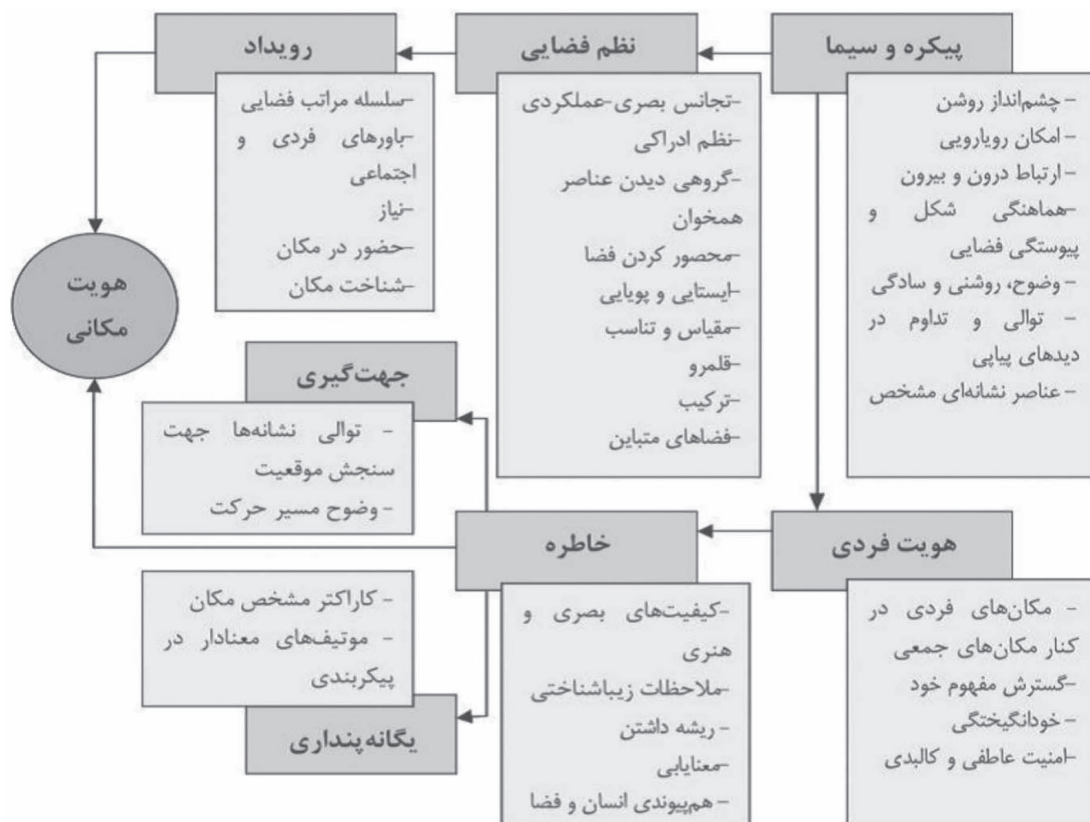 پیکره و سیما
-چشم‌انداز روشن
-امکان رویارویی
-ارتباط درون و بیرون
-هماهنگی شکل و
پیوستگی فضایی
-وضوح، روشنی و سادگی
- توالی و تداوم در
دیدهای پیاپی
-عناصر نشانه‌ای مشخص
نظم فضایی
-تجانس بصری-عملکردی
-نظم ادراکی
-گروهی دیدن عناصر
همخوان
-محصور کردن فضا
-ایستایی و پویایی
-مقیاس و تناسب
-قلمرو
-ترکیب
-فضاهای متباین
رویداد
-سلسله مراتب فضایی
-باورهای فردی و
اجتماعی
-نیاز
-حضور در مکان
-شناخت مکان
هویت
مکانی
جهت‌گیری
- توالی نشانه‌ها جهت
سنجش موقعیت
- وضوح مسیر حرکت
هویت فردی
- مکان‌های فردی در
کنار مکان‌های جمعی
-گسترش مفهوم خود
-خودانگیختگی
-امنیت عاطفی و کالبدی
خاطره
-کیفیت‌های بصری و
هنری
-ملاحظات زیباشناختی
-ریشه داشتن
-معنایابی
-هم‌پیوندی انسان و فضا
- کاراکتر مشخص مکان
- موتیف‌های معنادار در
پیکربندی
یگانه‌پنداری